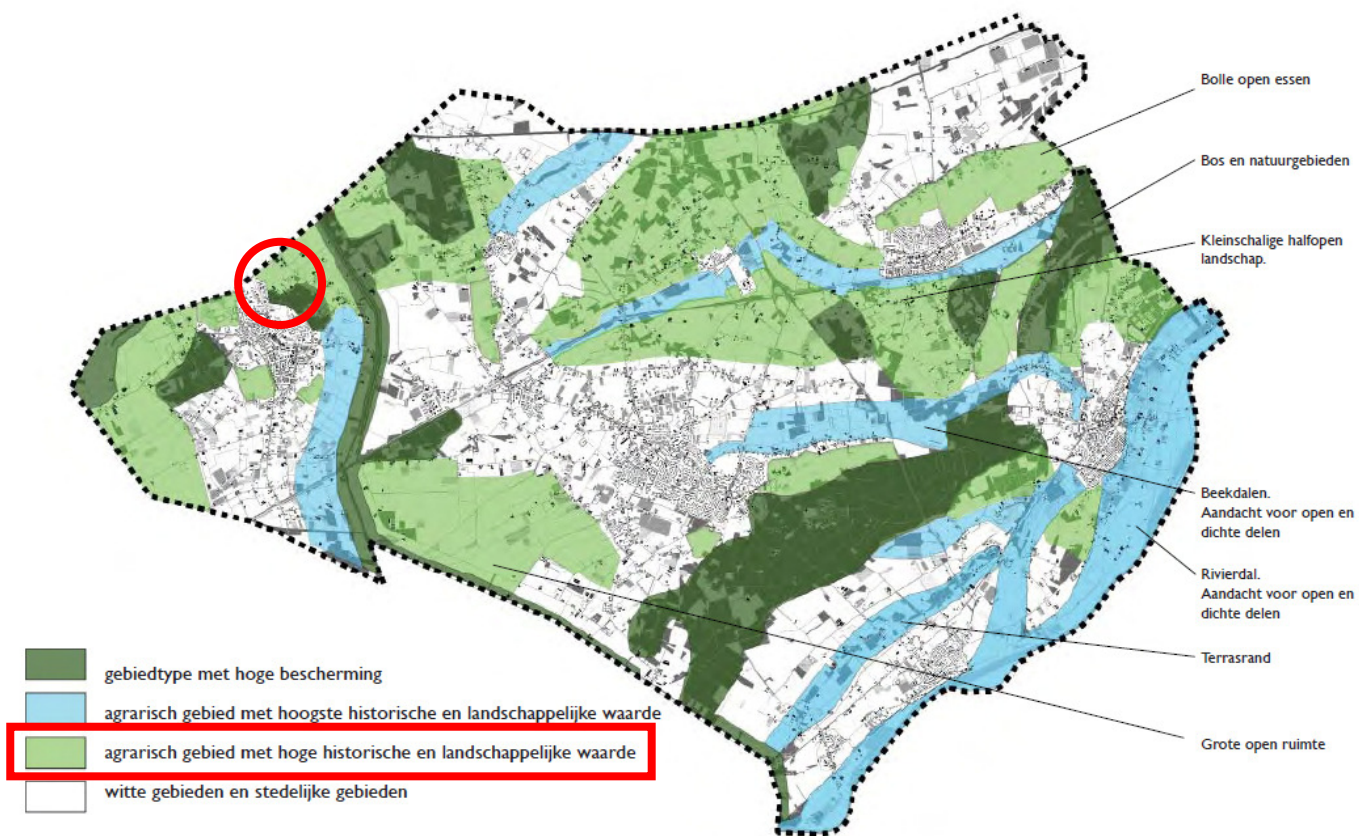 Bolle open essen
Bos en natuurgebieden
Kleinschalige halfopen
landschap.
Beekdalen.
Aandacht voor open en
dichte delen
Rivierdal.
Aandacht voor open en
dichte delen
Terrasrand
Grote open ruimte
gebiedtype met hoge bescherming
agrarisch gebied met hoogste historische en landschappelijke waarde
agrarisch gebied met hoge historische en landschappelijke waarde
witte gebieden en stedelijke gebieden